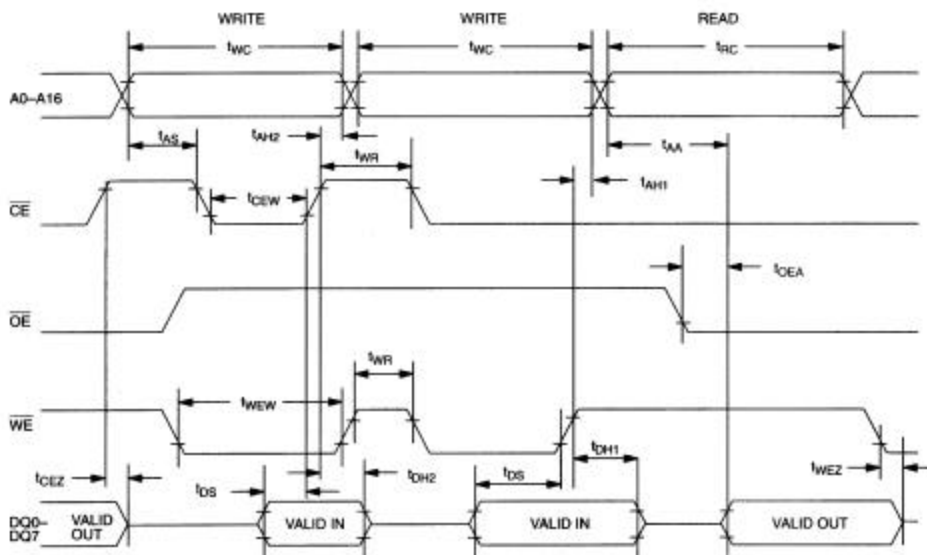 WRITE WRITE READ
tWC tWC tRC
A0–A16
tAS tAH2 tWR tAA
tAH1
CE tCEW
tOEA
OE
tWR
WE tWEW
tCEZ tDS tDH2 tDS tDH1 tWEZ
DQ0– DQ7 VALID OUT VALID IN VALID IN VALID OUT